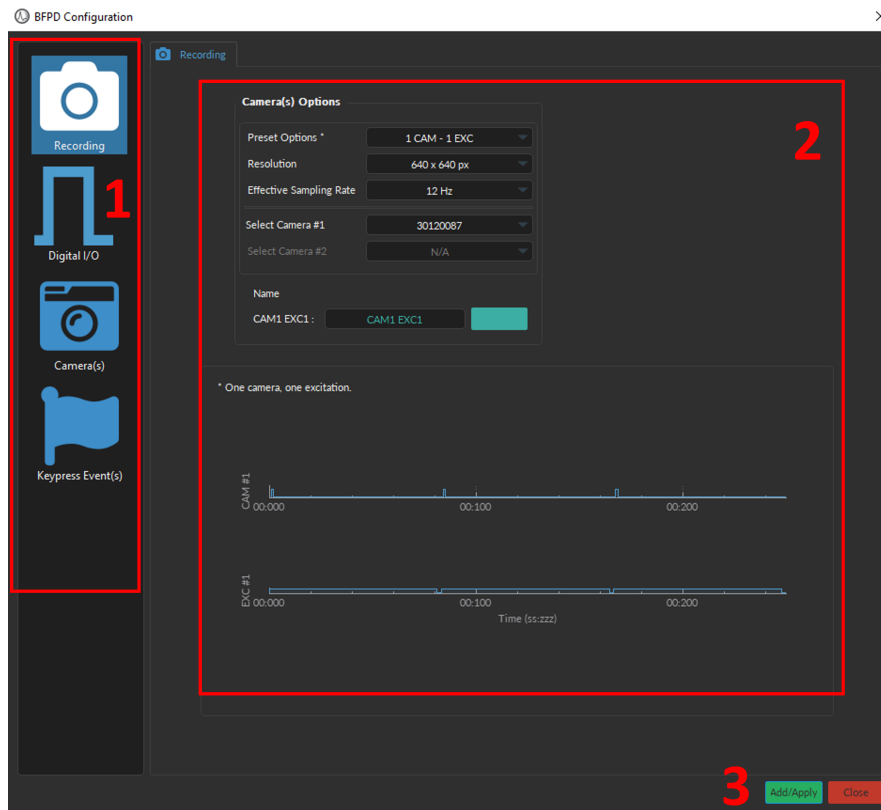 BFPD Configuration
Recording
Recording
1
Digital I/O
Camera(s)
Keypress Event(s)
2
Camera(s) Options
Preset Options * 1 CAM - 1 EXC
Resolution 640 x 640 px
Effective Sampling Rate 12 Hz
Select Camera #1 30120087
Select Camera #2 N/A
Name
CAM1 EXC1 : CAM1 EXC1
* One camera, one excitation.
CAM #1
00:000 00:100 00:200
EXC #1
00:000 00:100 00:200
Time (ss:zzz)
3
Add/Apply Close